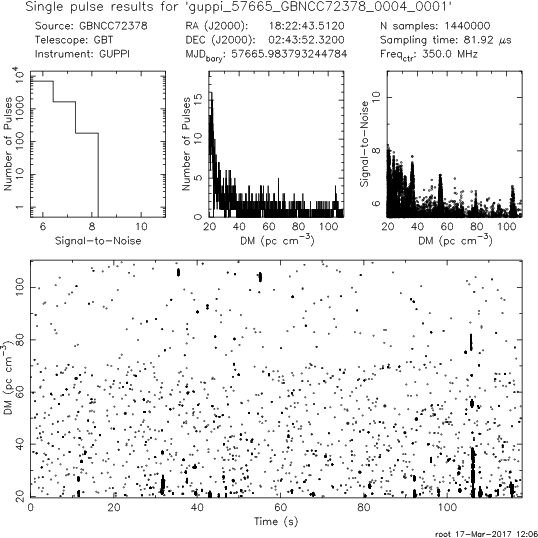 Single pulse results for 'guppi_57665_GBNCC72378_0004_0001'
Source: GBNCC72378 RA (J2000): 18:22:43.5120 N samples: 1440000
Telescope: GBT DEC (J2000): 02:43:52.3200 Sampling time: 81.92 μs
Instrument: GUPPI MJD_bary: 57665.983793244784 Freq_ctr: 350.0 MHz
Number of Pulses
1 10 100 1000 10^4
6 8 10
Signal-to-Noise
Number of Pulses
0 5 10 15
20 40 60 80 100
DM (pc cm^-3)
Signal-to-Noise
6 8 10
20 40 60 80 100
DM (pc cm^-3)
DM (pc cm^-3)
20 40 60 80 100
0 20 40 60 80 100
Time (s)
root 17-Mar-2017 12:06